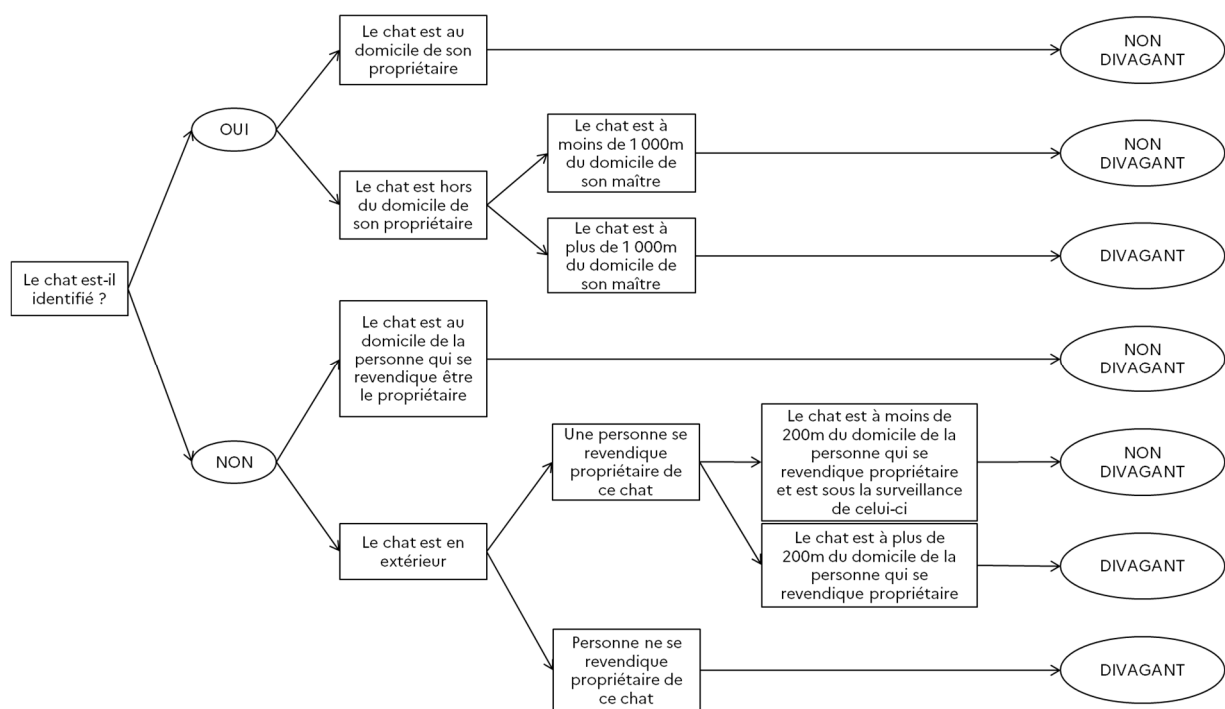 Le chat est-il
identifié ?
OUI
Le chat est au
domicile de son
propriétaire
NON
DIVAGANT
Le chat est hors
du domicile de
son propriétaire
Le chat est à
moins de 1 000m
du domicile de
son maître
NON
DIVAGANT
Le chat est à
plus de 1 000m
du domicile de
son maître
DIVAGANT
NON
Le chat est au
domicile de la
personne qui se
revendique être
le propriétaire
NON
DIVAGANT
Le chat est en
extérieur
Une personne se
revendique
propriétaire de
ce chat
Le chat est à moins de
200m du domicile de la
personne qui se
revendique propriétaire
et est sous la surveillance
de celui-ci
NON
DIVAGANT
Le chat est à plus de
200m du domicile de la
personne qui se
revendique propriétaire
DIVAGANT
Personne ne se
revendique
propriétaire de
ce chat
DIVAGANT